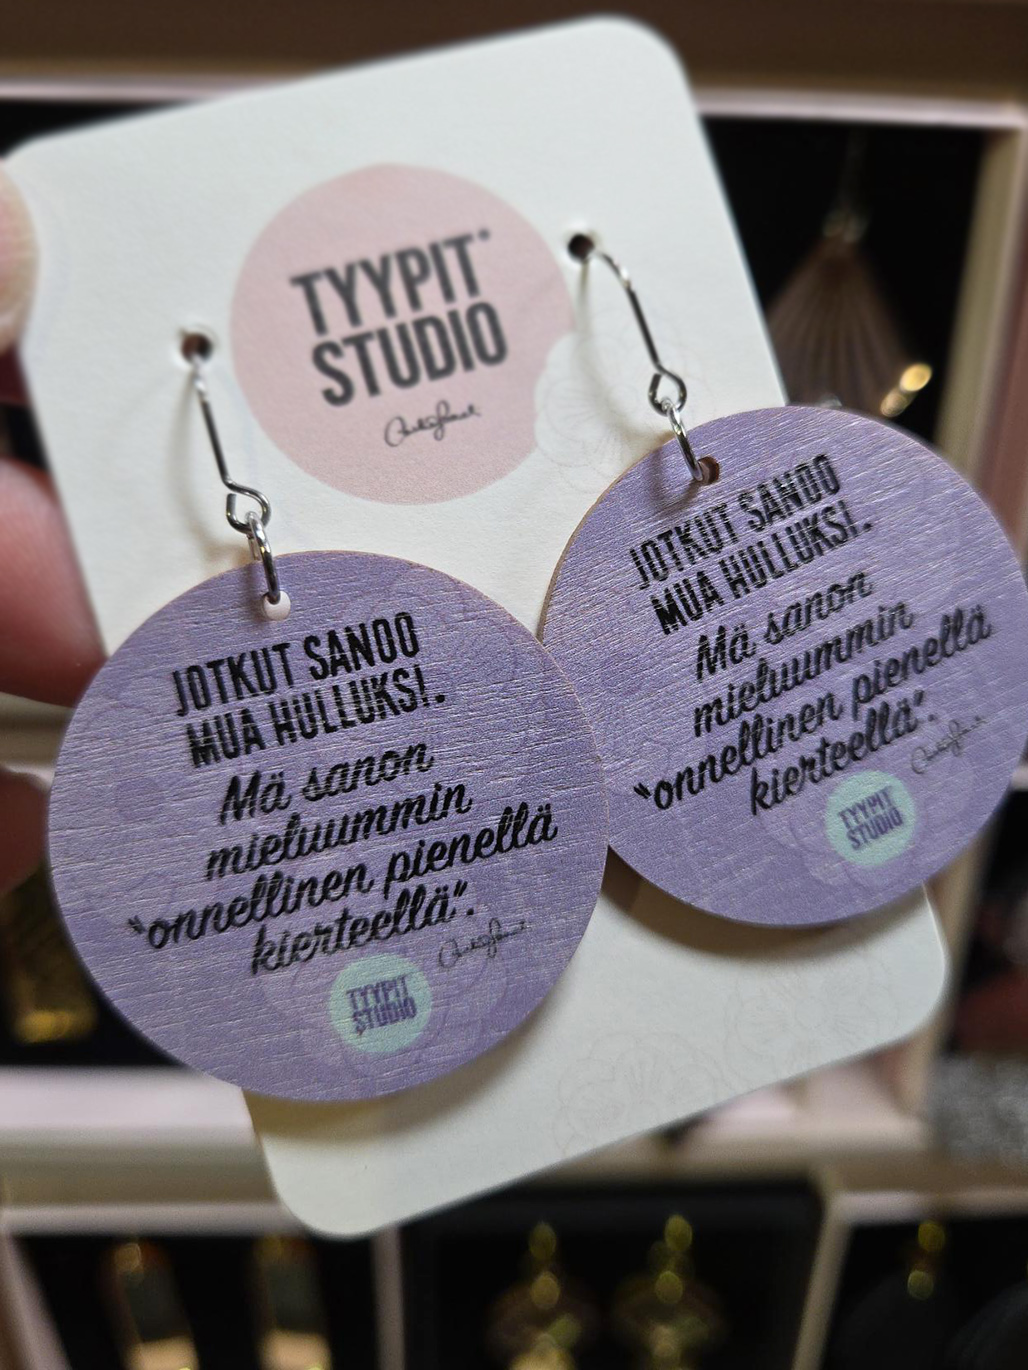 TYYPIT®
STUDIO
JOTKUT SANOO
MUA HULLUKSI.
Mä sanon
mieluummin
"onnellinen pienellä
kierteellä".
TYYPIT
STUDIO
JOTKUT SANOO
MUA HULLUKSI.
Mä sanon
mieluummin
"onnellinen pienellä
kierteellä".
TYYPIT
STUDIO